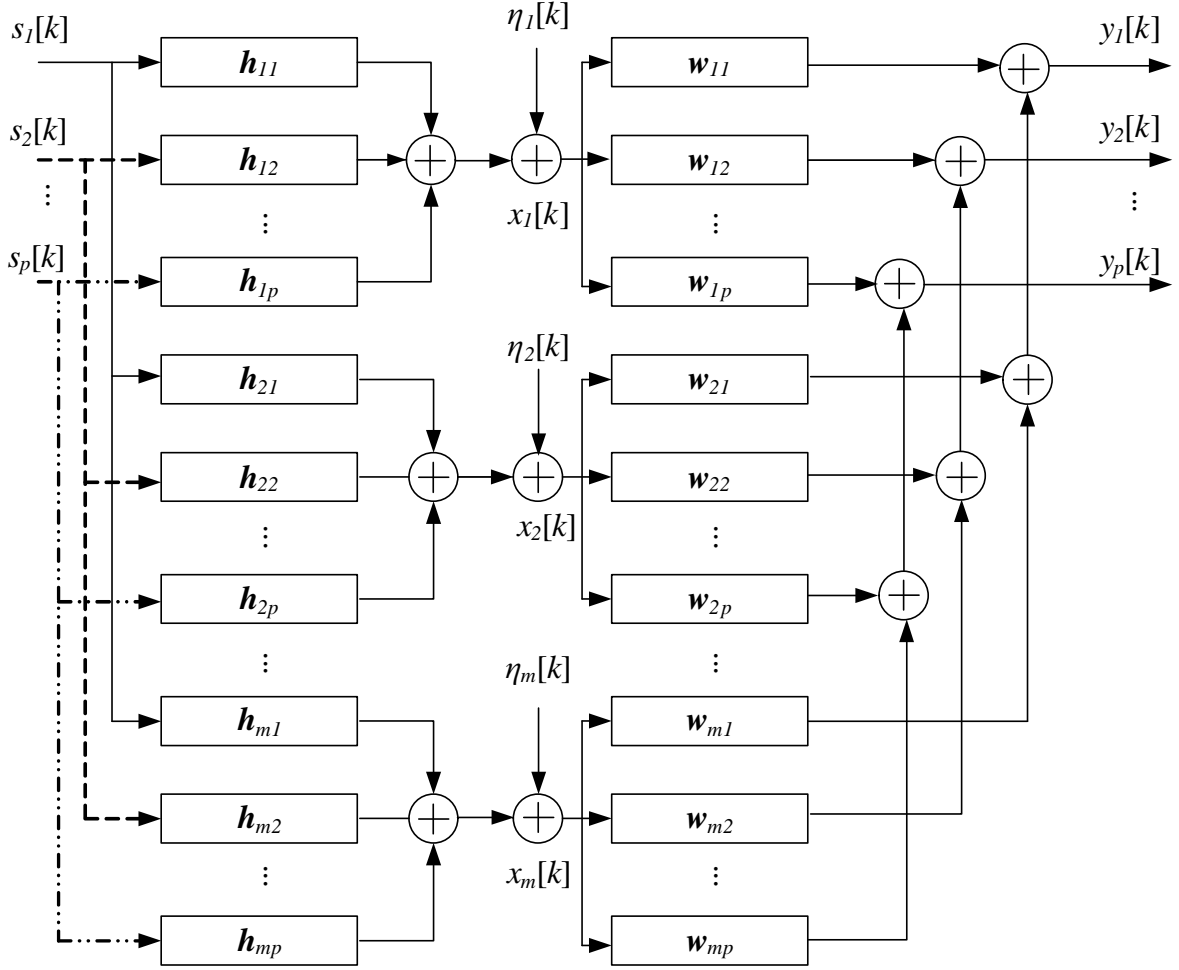 s1[k] η1[k] y1[k]
h11 w11
s2[k] y2[k]
h12 w12
⋮ x1[k] ⋮
⋮ ⋮
sp[k] yp[k]
h1p w1p
η2[k]
h21 w21
h22 w22
x2[k]
⋮ ⋮
h2p w2p
⋮ ηm[k] ⋮
hm1 wm1
hm2 wm2
xm[k]
⋮ ⋮
hmp wmp